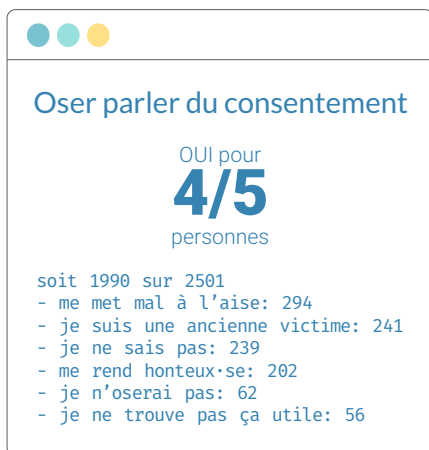 Oser parler du consentement
OUI pour
4/5
personnes
soit 1990 sur 2501
- me met mal à l'aise: 294
- je suis une ancienne victime: 241
- je ne sais pas: 239
- me rend honteux·se: 202
- je n'oserai pas: 62
- je ne trouve pas ça utile: 56